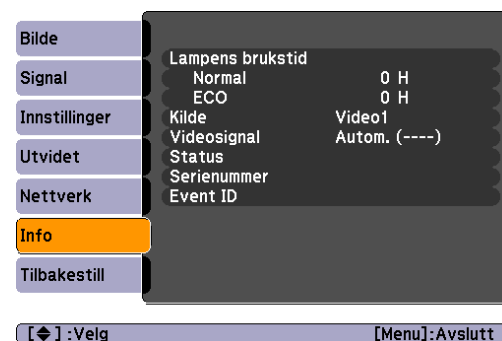 Bilde
Signal
Innstillinger
Utvidet
Nettverk
Info
Tilbakestill
Lampens brukstid
Normal 0 H
ECO 0 H
Kilde Video1
Videosignal Autom. (----)
Status
Serienummer
Event ID
[◆] :Velg [Menu]:Avslutt